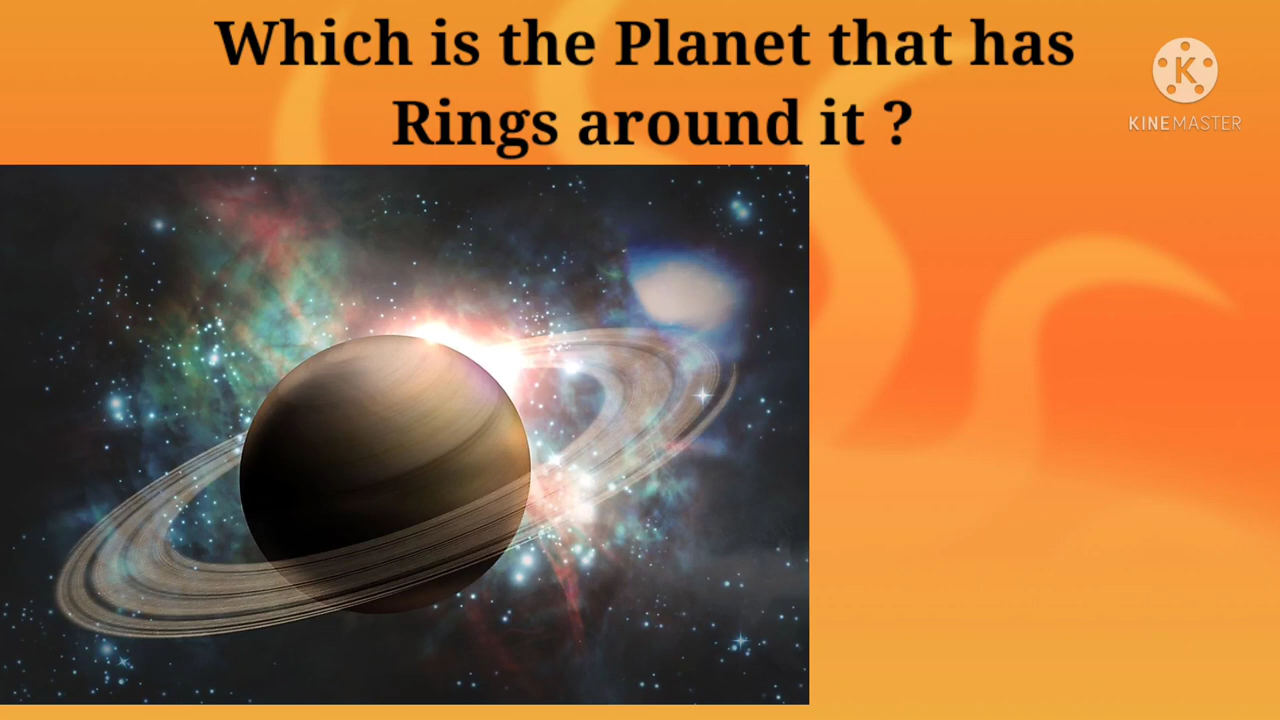 Which is the Planet that has
Rings around it ?
K
KINEMASTER